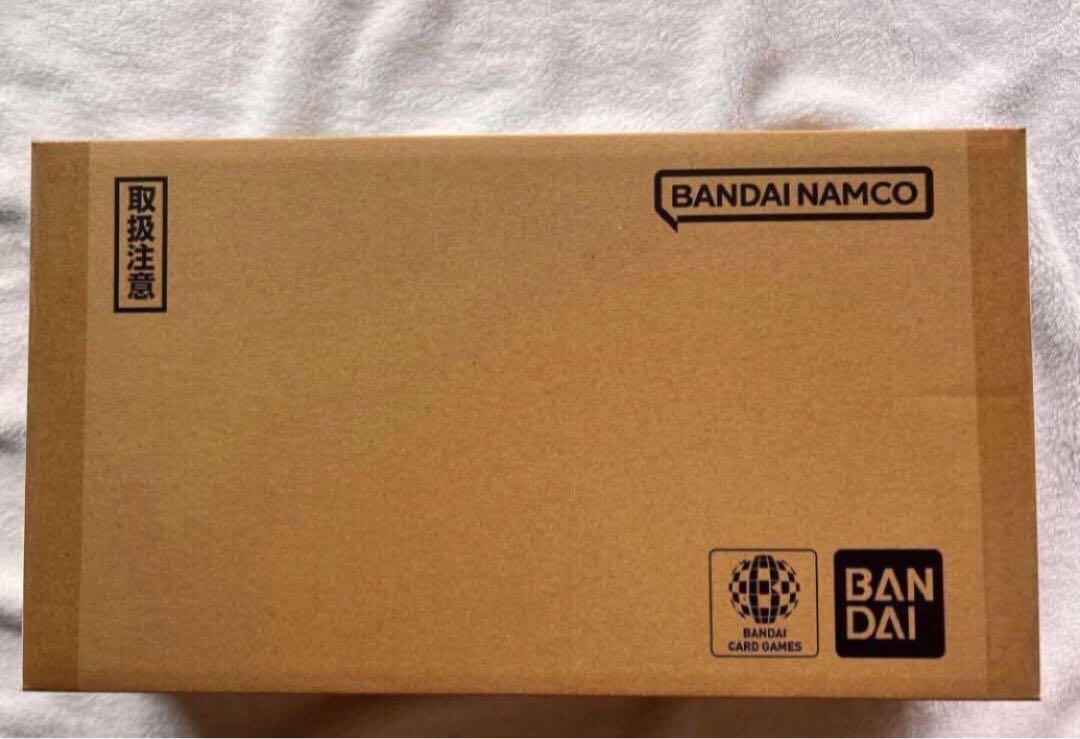 取扱注意
BANDAI NAMCO
BANDAI
CARD GAMES
BAN
DAI